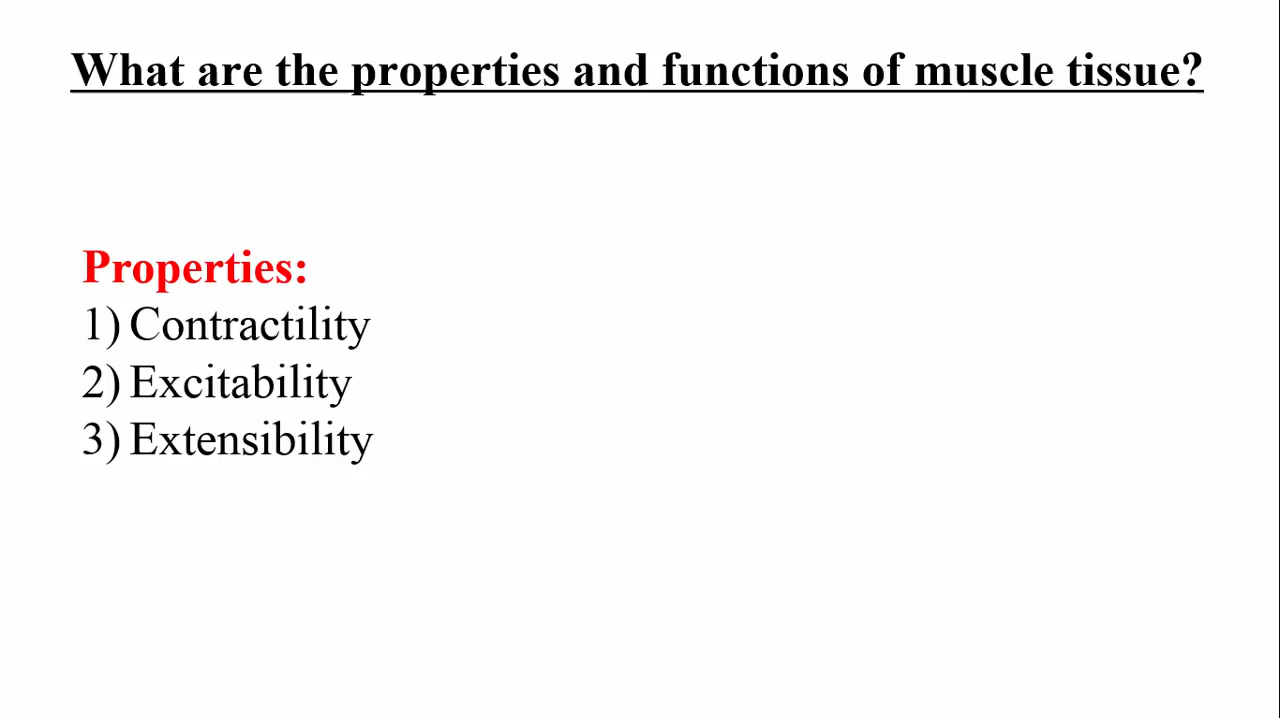 What are the properties and functions of muscle tissue?
Properties:
1) Contractility
2) Excitability
3) Extensibility